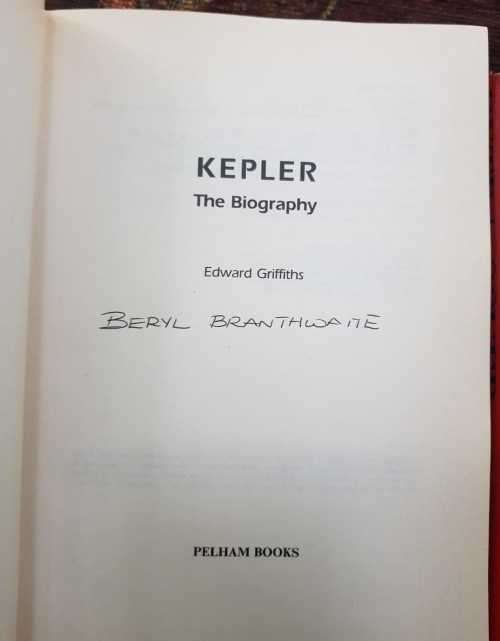 KEPLER
The Biography
Edward Griffiths
BERYL BRANTHWAITE
PELHAM BOOKS